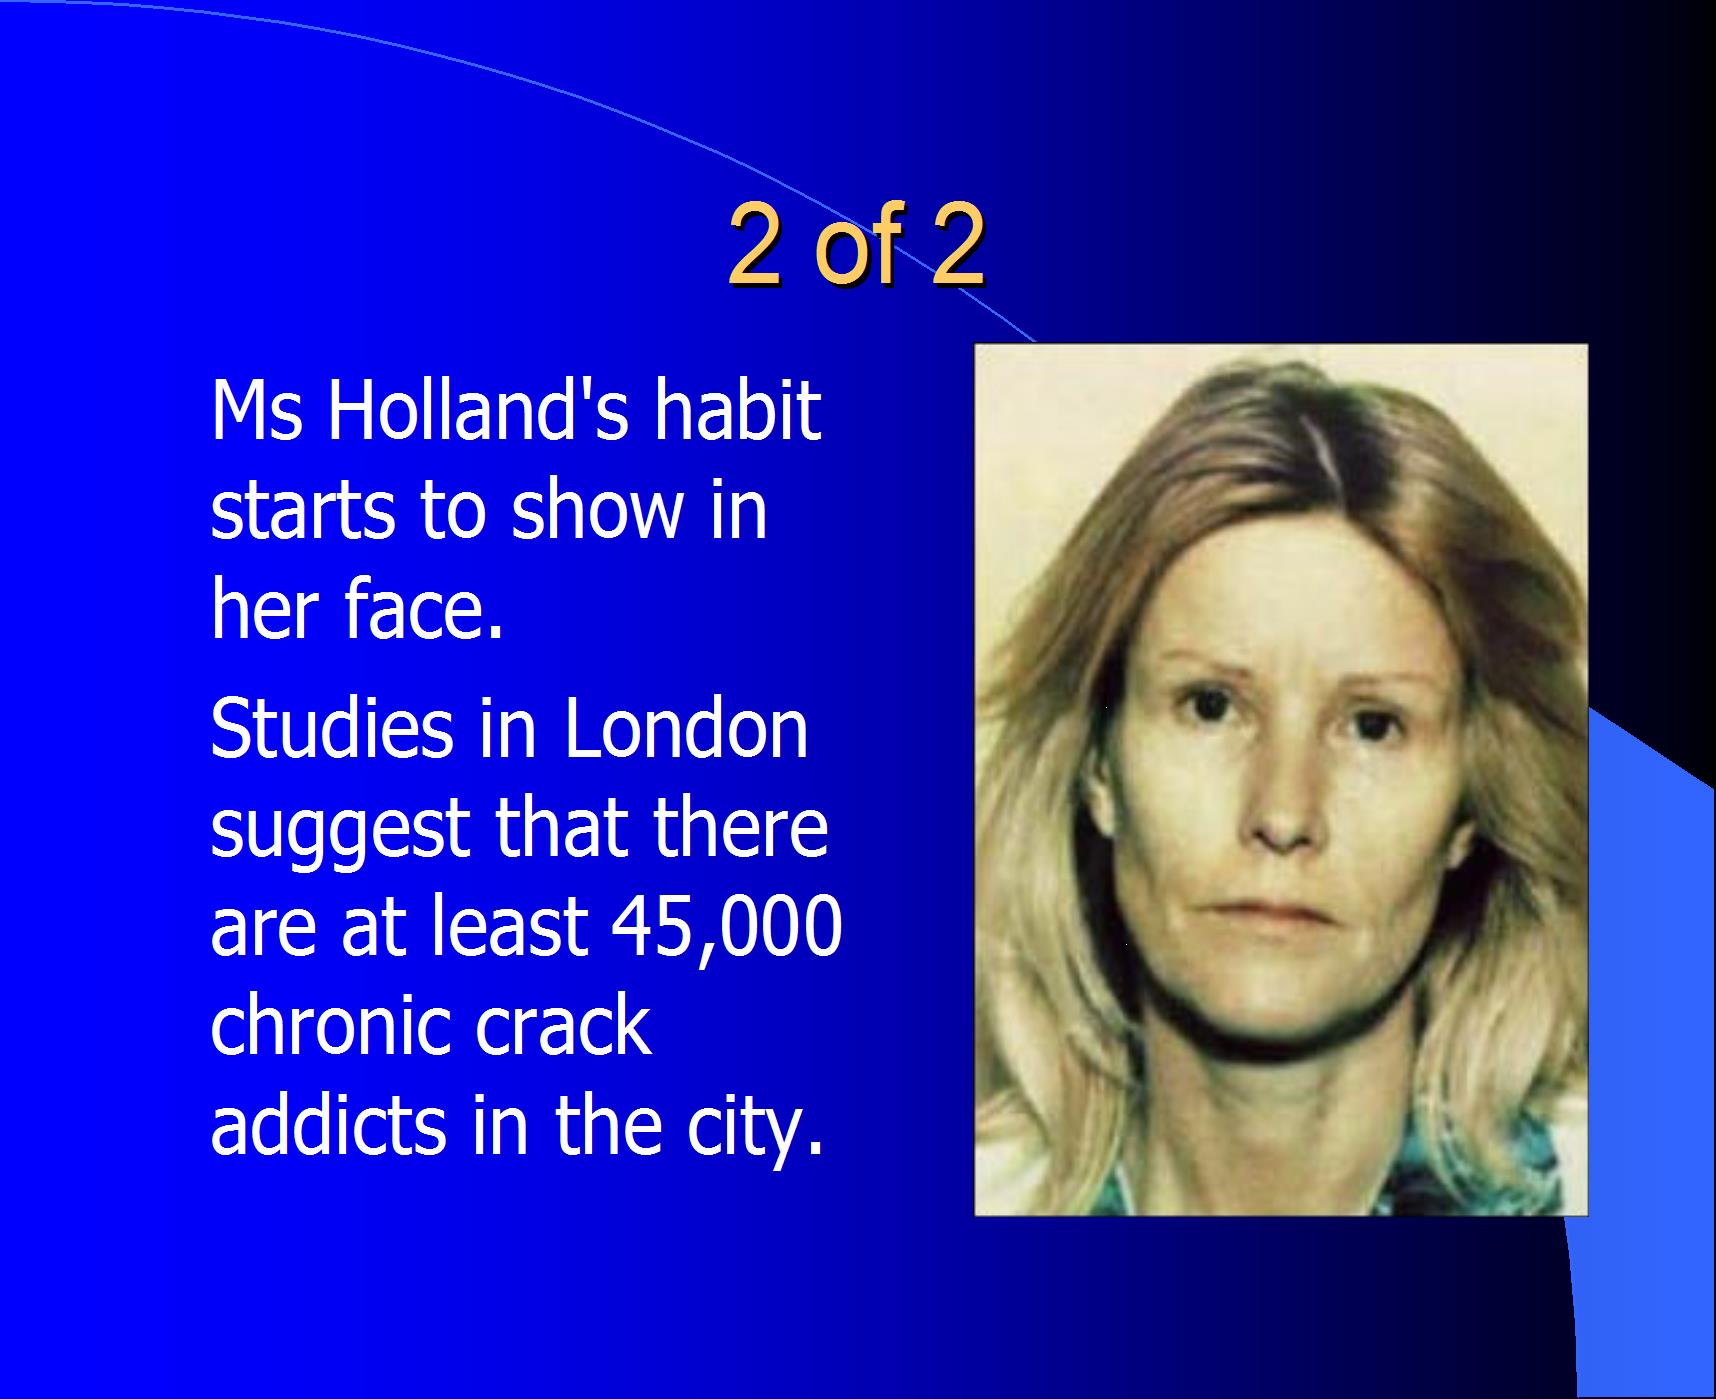 2 of 2
Ms Holland's habit
starts to show in
her face.
Studies in London
suggest that there
are at least 45,000
chronic crack
addicts in the city.